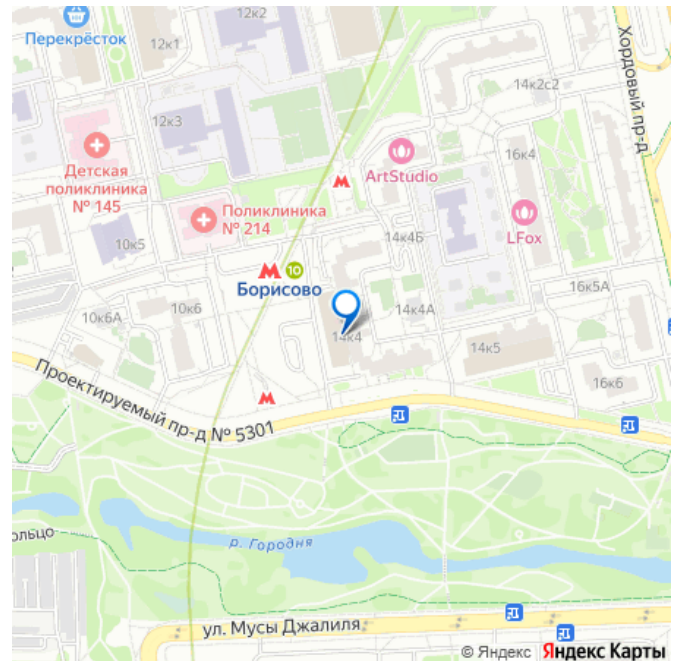 12к2
Перекрёсток
12к1
Хордовый пр-д
14к2с2
12к3
Детская
поликлиника
№ 145
ArtStudio
16к4
Поликлиника
№ 214
LFox
10к5
14к4Б
10
Борисово
16к5А
10к6А
10к6
14к4А
14к4
14к5
16к6
Проектируемый пр-д № 5301
ольцо
р. Городня
ул. Мусы Джалиля
© Яндекс Яндекс Карты